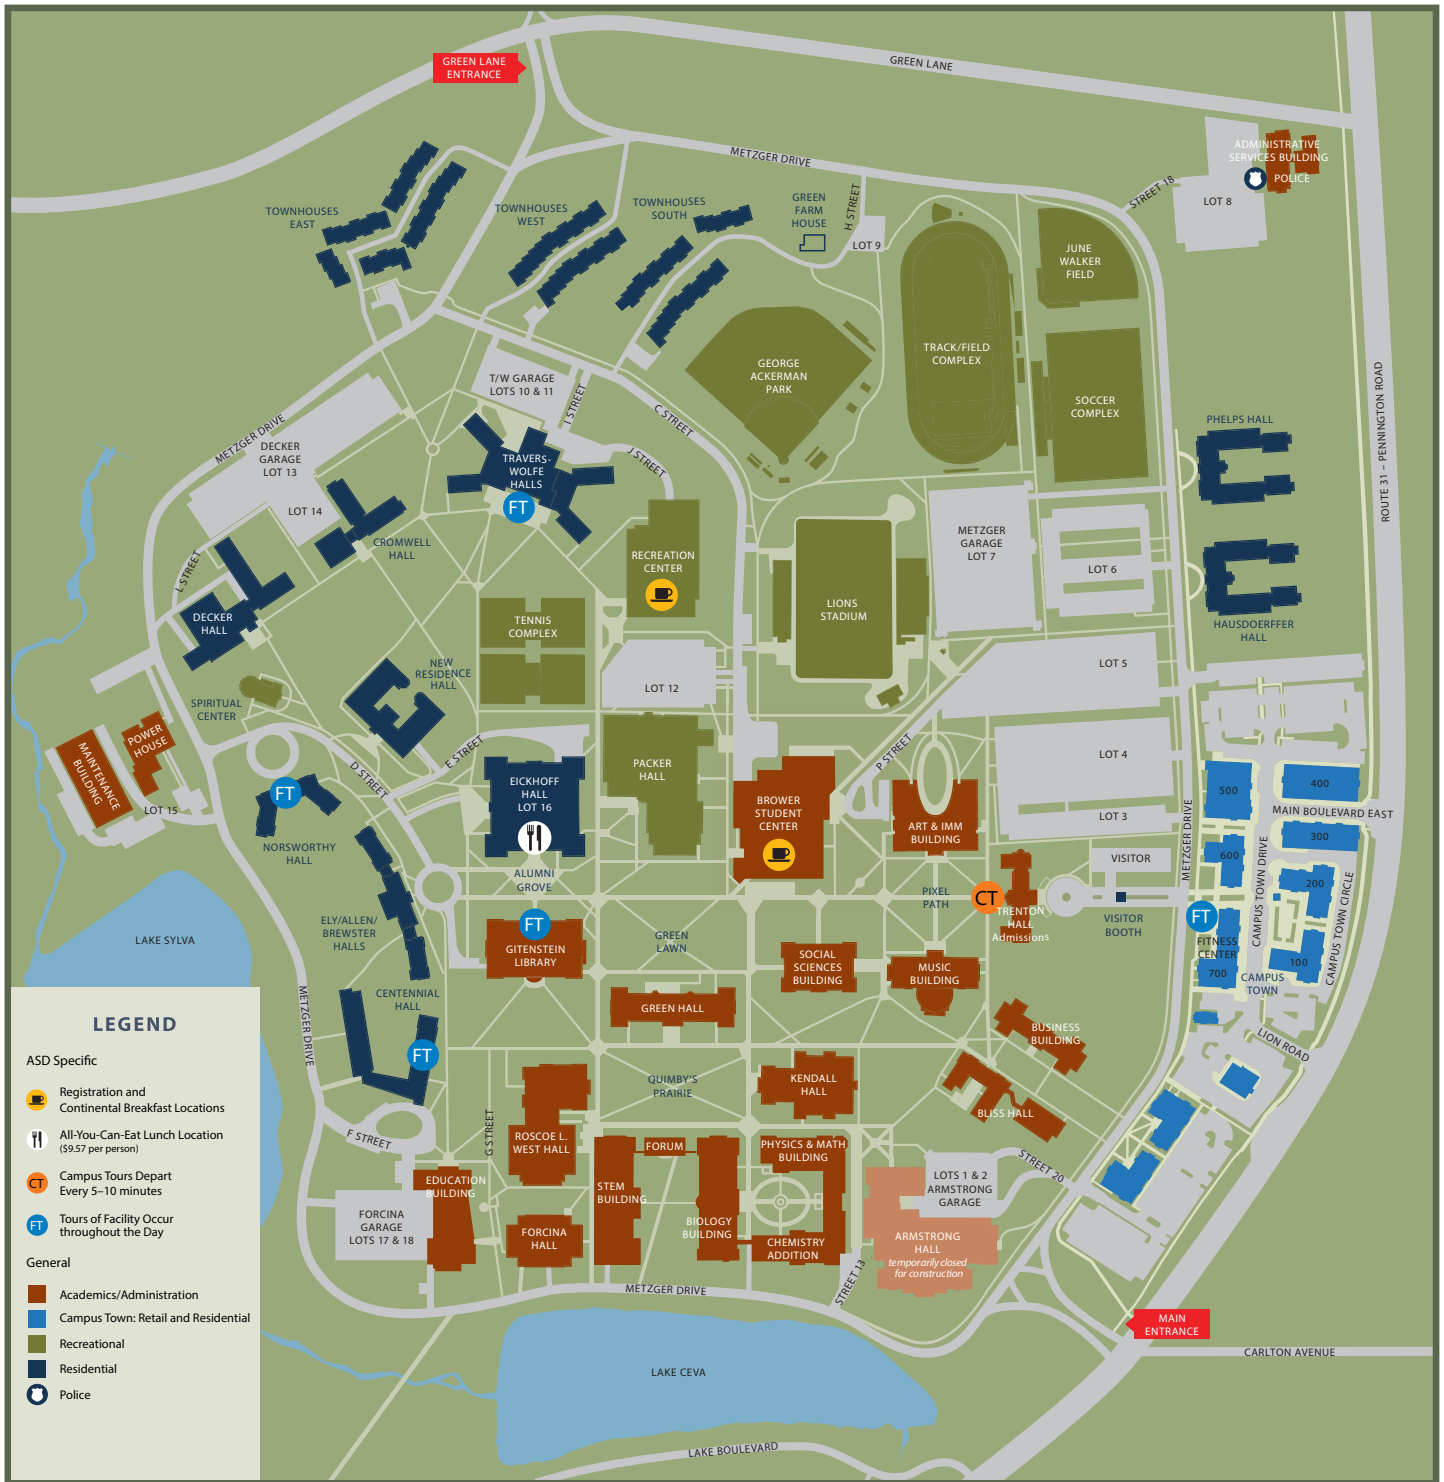 GREEN LANE
ENTRANCE
GREEN LANE
METZGER DRIVE
ADMINISTRATIVE
SERVICES BUILDING
POLICE
STREET 18
LOT 8
TOWNHOUSES
EAST
TOWNHOUSES
WEST
TOWNHOUSES
SOUTH
GREEN
FARM
HOUSE
H STREET
LOT 9
JUNE
WALKER
FIELD
TRACK/FIELD
COMPLEX
GEORGE
ACKERMAN
PARK
SOCCER
COMPLEX
T/W GARAGE
LOTS 10 & 11
I STREET
C STREET
J STREET
METZGER DRIVE
DECKER
GARAGE
LOT 13
LOT 14
TRAVERS-
WOLFE
HALLS
FT
PHELPS HALL
ROUTE 31 – PENNINGTON ROAD
CROMWELL
HALL
RECREATION
CENTER
METZGER
GARAGE
LOT 7
LOT 6
L STREET
DECKER
HALL
TENNIS
COMPLEX
LIONS
STADIUM
HAUSDOERFFER
HALL
NEW
RESIDENCE
HALL
LOT 12
LOT 5
SPIRITUAL
CENTER
POWER
HOUSE
MAINTENANCE
BUILDING
LOT 15
D STREET
E STREET
P STREET
LOT 4
FT
NORSWORTHY
HALL
EICKHOFF
HALL
LOT 16
PACKER
HALL
BROWER
STUDENT
CENTER
ART & IMM
BUILDING
LOT 3
METZGER DRIVE
500
400
MAIN BOULEVARD EAST
300
600
200
CAMPUS TOWN DRIVE
CAMPUS TOWN CIRCLE
VISITOR
ALUMNI
GROVE
PIXEL
PATH
CT
TRENTON
HALL
Admissions
VISITOR
BOOTH
FT
FITNESS
CENTER
700
100
CAMPUS
TOWN
LION ROAD
ELY/ALLEN/
BREWSTER
HALLS
LAKE SYLVA
FT
GITENSTEIN
LIBRARY
GREEN
LAWN
SOCIAL
SCIENCES
BUILDING
MUSIC
BUILDING
CENTENNIAL
HALL
FT
METZGER DRIVE
GREEN HALL
BUSINESS
BUILDING
QUIMBY'S
PRAIRIE
KENDALL
HALL
BLISS HALL
STREET 20
F STREET
G STREET
ROSCOE L.
WEST HALL
FORUM
PHYSICS & MATH
BUILDING
LOTS 1 & 2
ARMSTRONG
GARAGE
EDUCATION
BUILDING
STEM
BUILDING
BIOLOGY
BUILDING
CHEMISTRY
ADDITION
FORCINA
GARAGE
LOTS 17 & 18
FORCINA
HALL
ARMSTRONG
HALL
temporarily closed
for construction
STREET 13
METZGER DRIVE
MAIN
ENTRANCE
CARLTON AVENUE
LAKE CEVA
LAKE BOULEVARD
LEGEND
ASD Specific
Registration and
Continental Breakfast Locations
All-You-Can-Eat Lunch Location
($9.57 per person)
CT
Campus Tours Depart
Every 5–10 minutes
FT
Tours of Facility Occur
throughout the Day
General
Academics/Administration
Campus Town: Retail and Residential
Recreational
Residential
Police